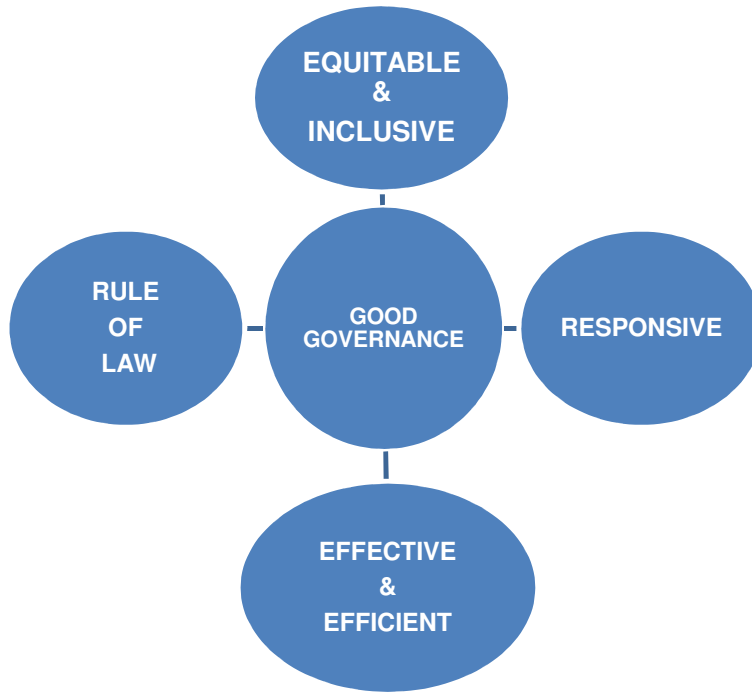 EQUITABLE
&
INCLUSIVE
RULE
OF
LAW
GOOD
GOVERNANCE
RESPONSIVE
EFFECTIVE
&
EFFICIENT